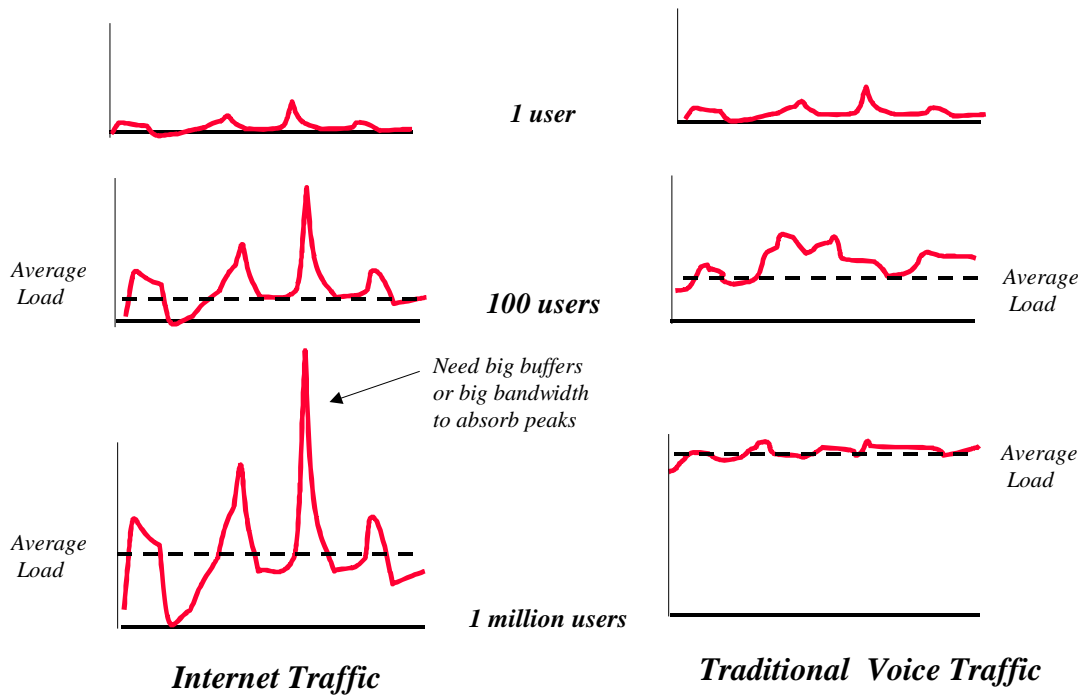 1 user
Average
Load
100 users
Average
Load
Need big buffers
or big bandwidth
to absorb peaks
Average
Load
Average
Load
1 million users
Internet Traffic
Traditional Voice Traffic